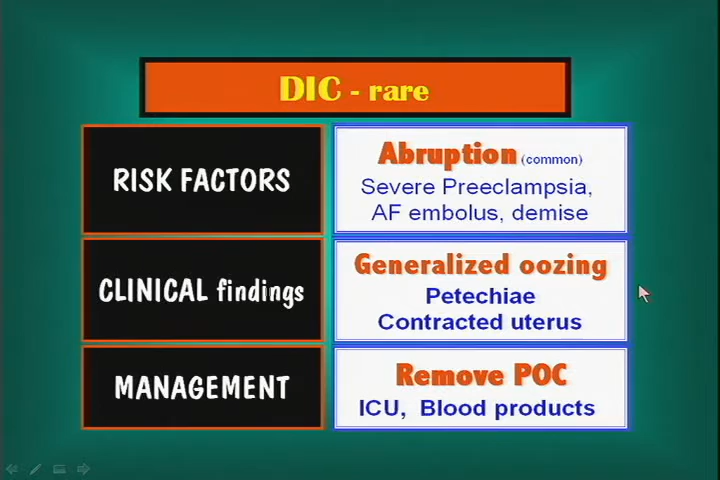 DIC - rare
RISK FACTORS
Abruption (common)
Severe Preeclampsia,
AF embolus, demise
CLINICAL findings
Generalized oozing
Petechiae
Contracted uterus
MANAGEMENT
Remove POC
ICU, Blood products